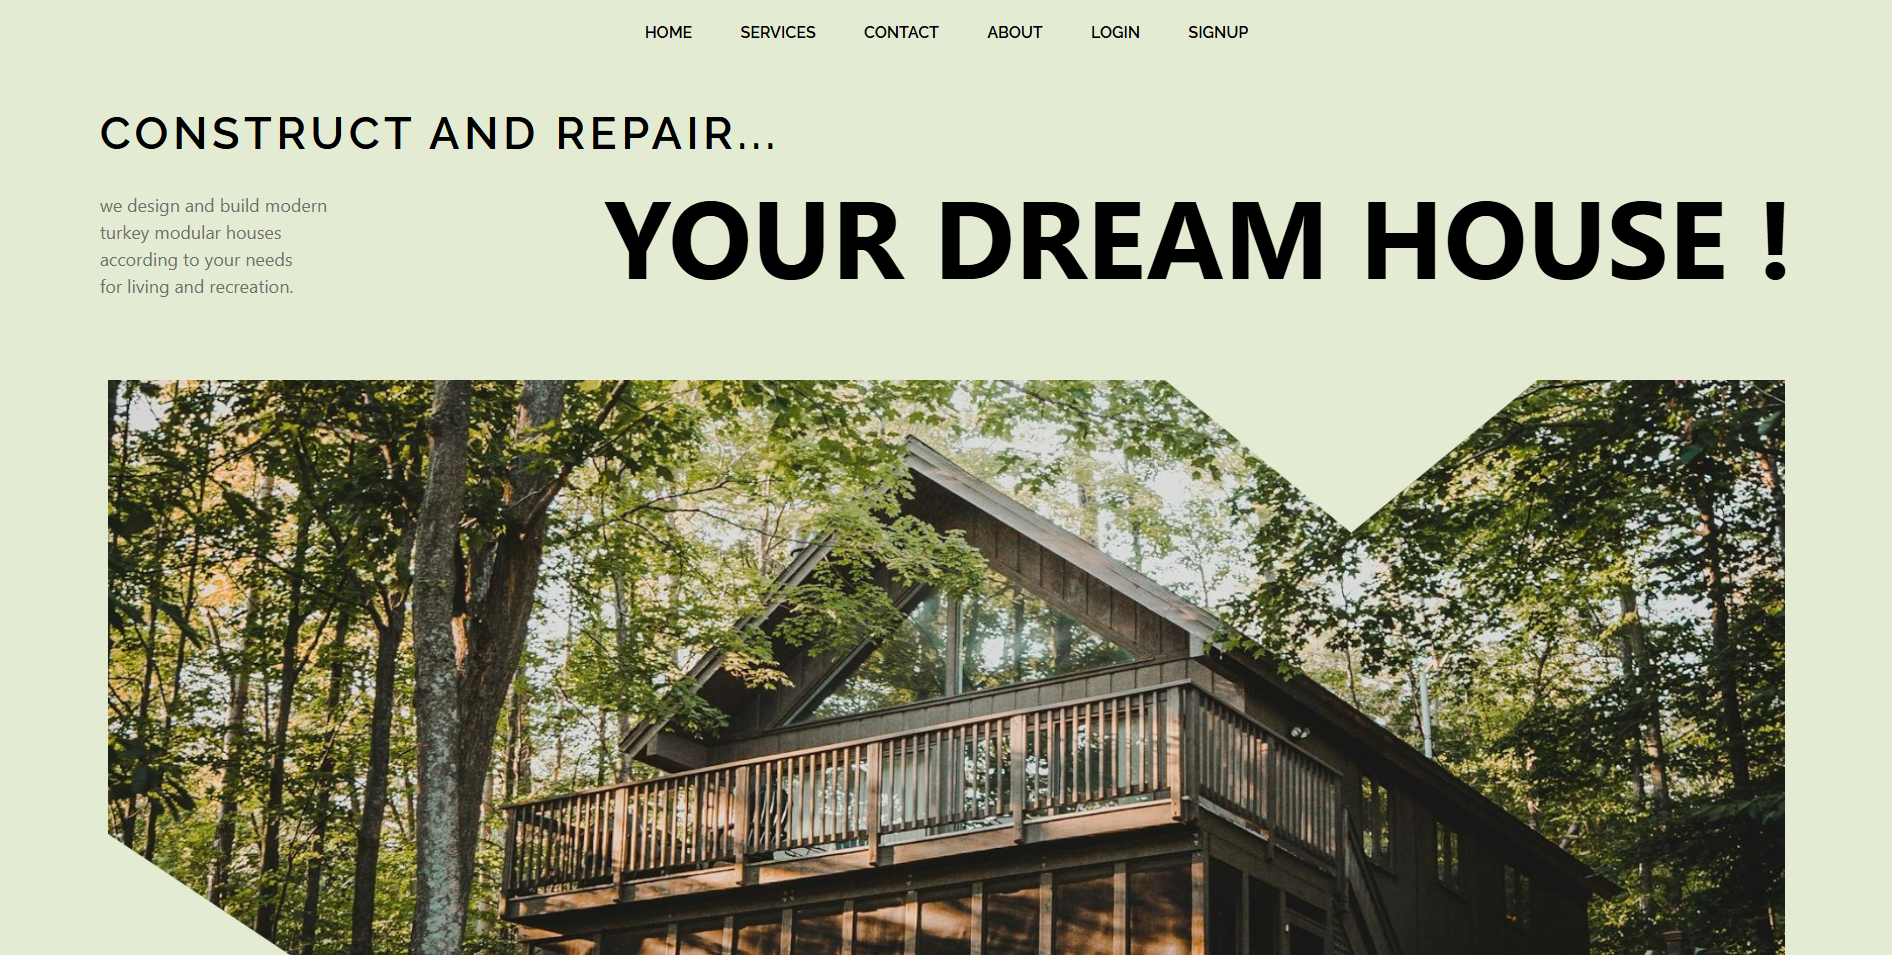 HOME SERVICES CONTACT ABOUT LOGIN SIGNUP
CONSTRUCT AND REPAIR...
we design and build modern
turkey modular houses
according to your needs
for living and recreation.
YOUR DREAM HOUSE !